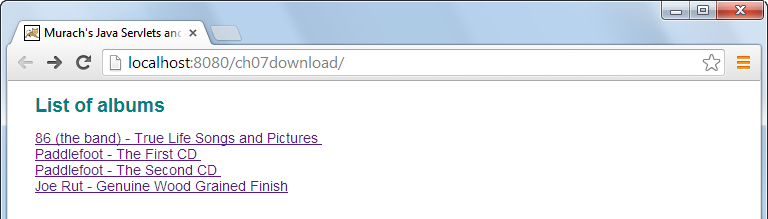 Murach's Java Servlets and
localhost:8080/ch07download/
List of albums
86 (the band) - True Life Songs and Pictures
Paddlefoot - The First CD
Paddlefoot - The Second CD
Joe Rut - Genuine Wood Grained Finish